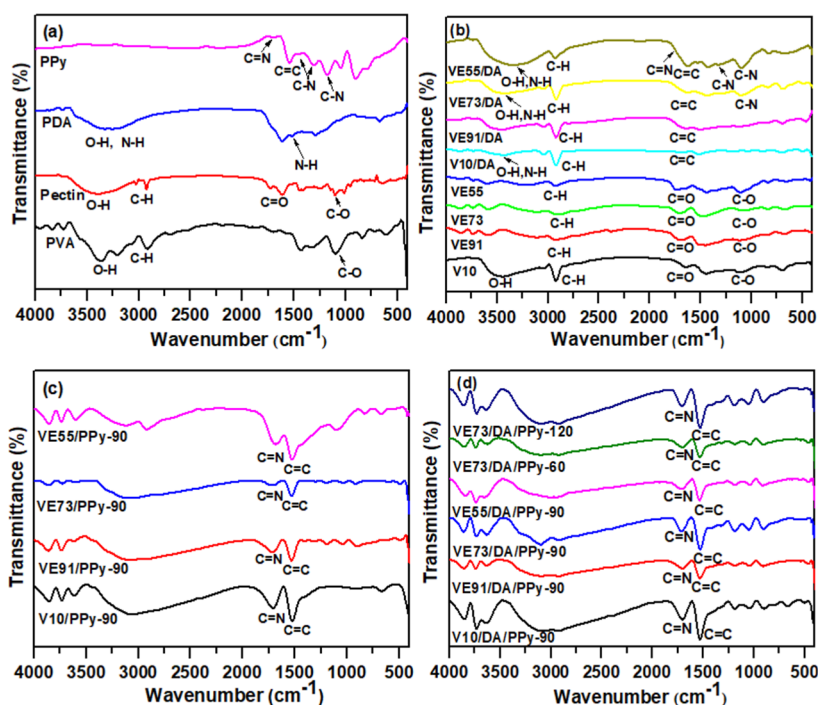 (a)
PPy
C=N
C=C
C-N
C-N
PDA
O-H, N-H
N-H
Pectin
O-H
C-H
C=O
C-O
PVA
O-H
C-H
C-O
Transmittance (%)
4000 3500 3000 2500 2000 1500 1000 500
Wavenumber (cm-1)
(b)
VE55/DA
O-H,N-H
C-H
C=N
C=C
C-N
C-N
VE73/DA
O-H,N-H
C-H
C=C
C-N
VE91/DA
C-H
C=C
V10/DA
O-H,N-H
C-H
C=C
VE55
C-H
C=O
C-O
VE73
C-H
C=O
C-O
VE91
C-H
C=O
C-O
V10
O-H
C-H
C=O
C-O
Transmittance (%)
4000 3500 3000 2500 2000 1500 1000 500
Wavenumber (cm-1)
(c)
VE55/PPy-90
C=N
C=C
VE73/PPy-90
C=N
C=C
VE91/PPy-90
C=N
C=C
V10/PPy-90
C=N
C=C
Transmittance (%)
4000 3500 3000 2500 2000 1500 1000 500
Wavenumber (cm-1)
(d)
C=N
C=C
VE73/DA/PPy-120
C=N
C=C
VE73/DA/PPy-60
C=N
C=C
VE55/DA/PPy-90
C=N
C=C
VE73/DA/PPy-90
C=N
C=C
VE91/DA/PPy-90
C=N
C=C
V10/DA/PPy-90
Transmittance (%)
4000 3500 3000 2500 2000 1500 1000 500
Wavenumber (cm-1)